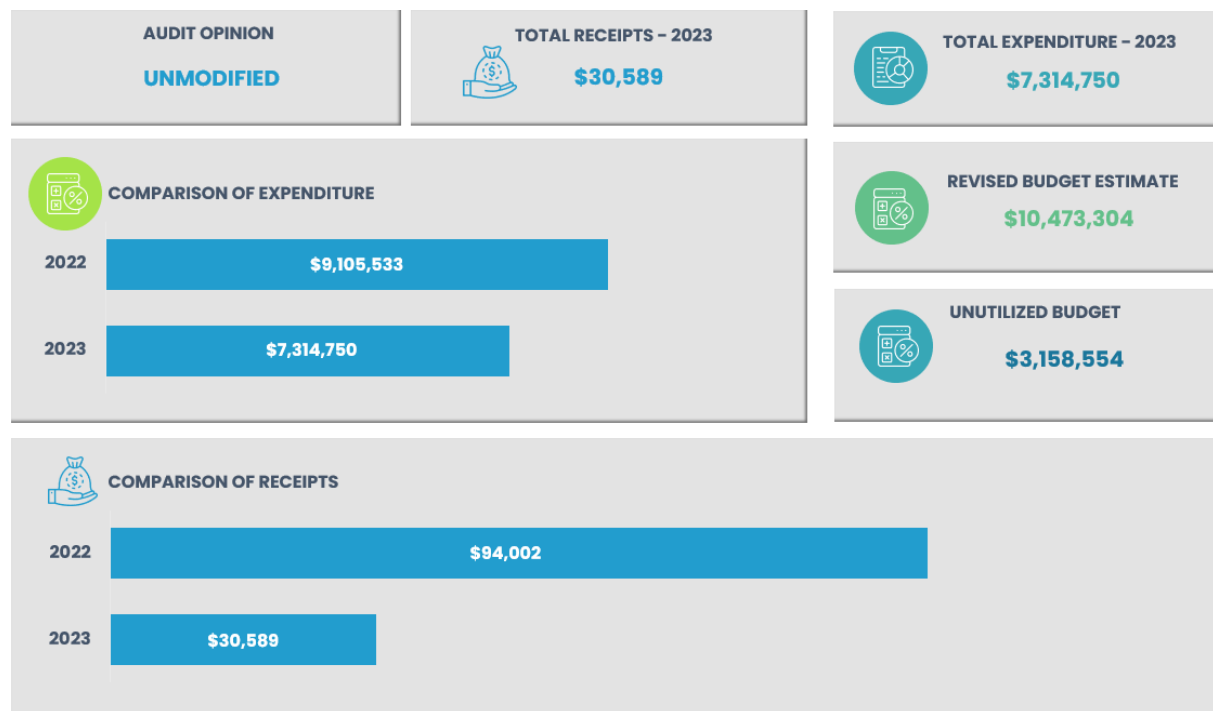 AUDIT OPINION
UNMODIFIED
TOTAL RECEIPTS – 2023
$30,589
TOTAL EXPENDITURE – 2023
$7,314,750
COMPARISON OF EXPENDITURE
2022
$9,105,533
2023
$7,314,750
REVISED BUDGET ESTIMATE
$10,473,304
UNUTILIZED BUDGET
$3,158,554
COMPARISON OF RECEIPTS
2022
$94,002
2023
$30,589